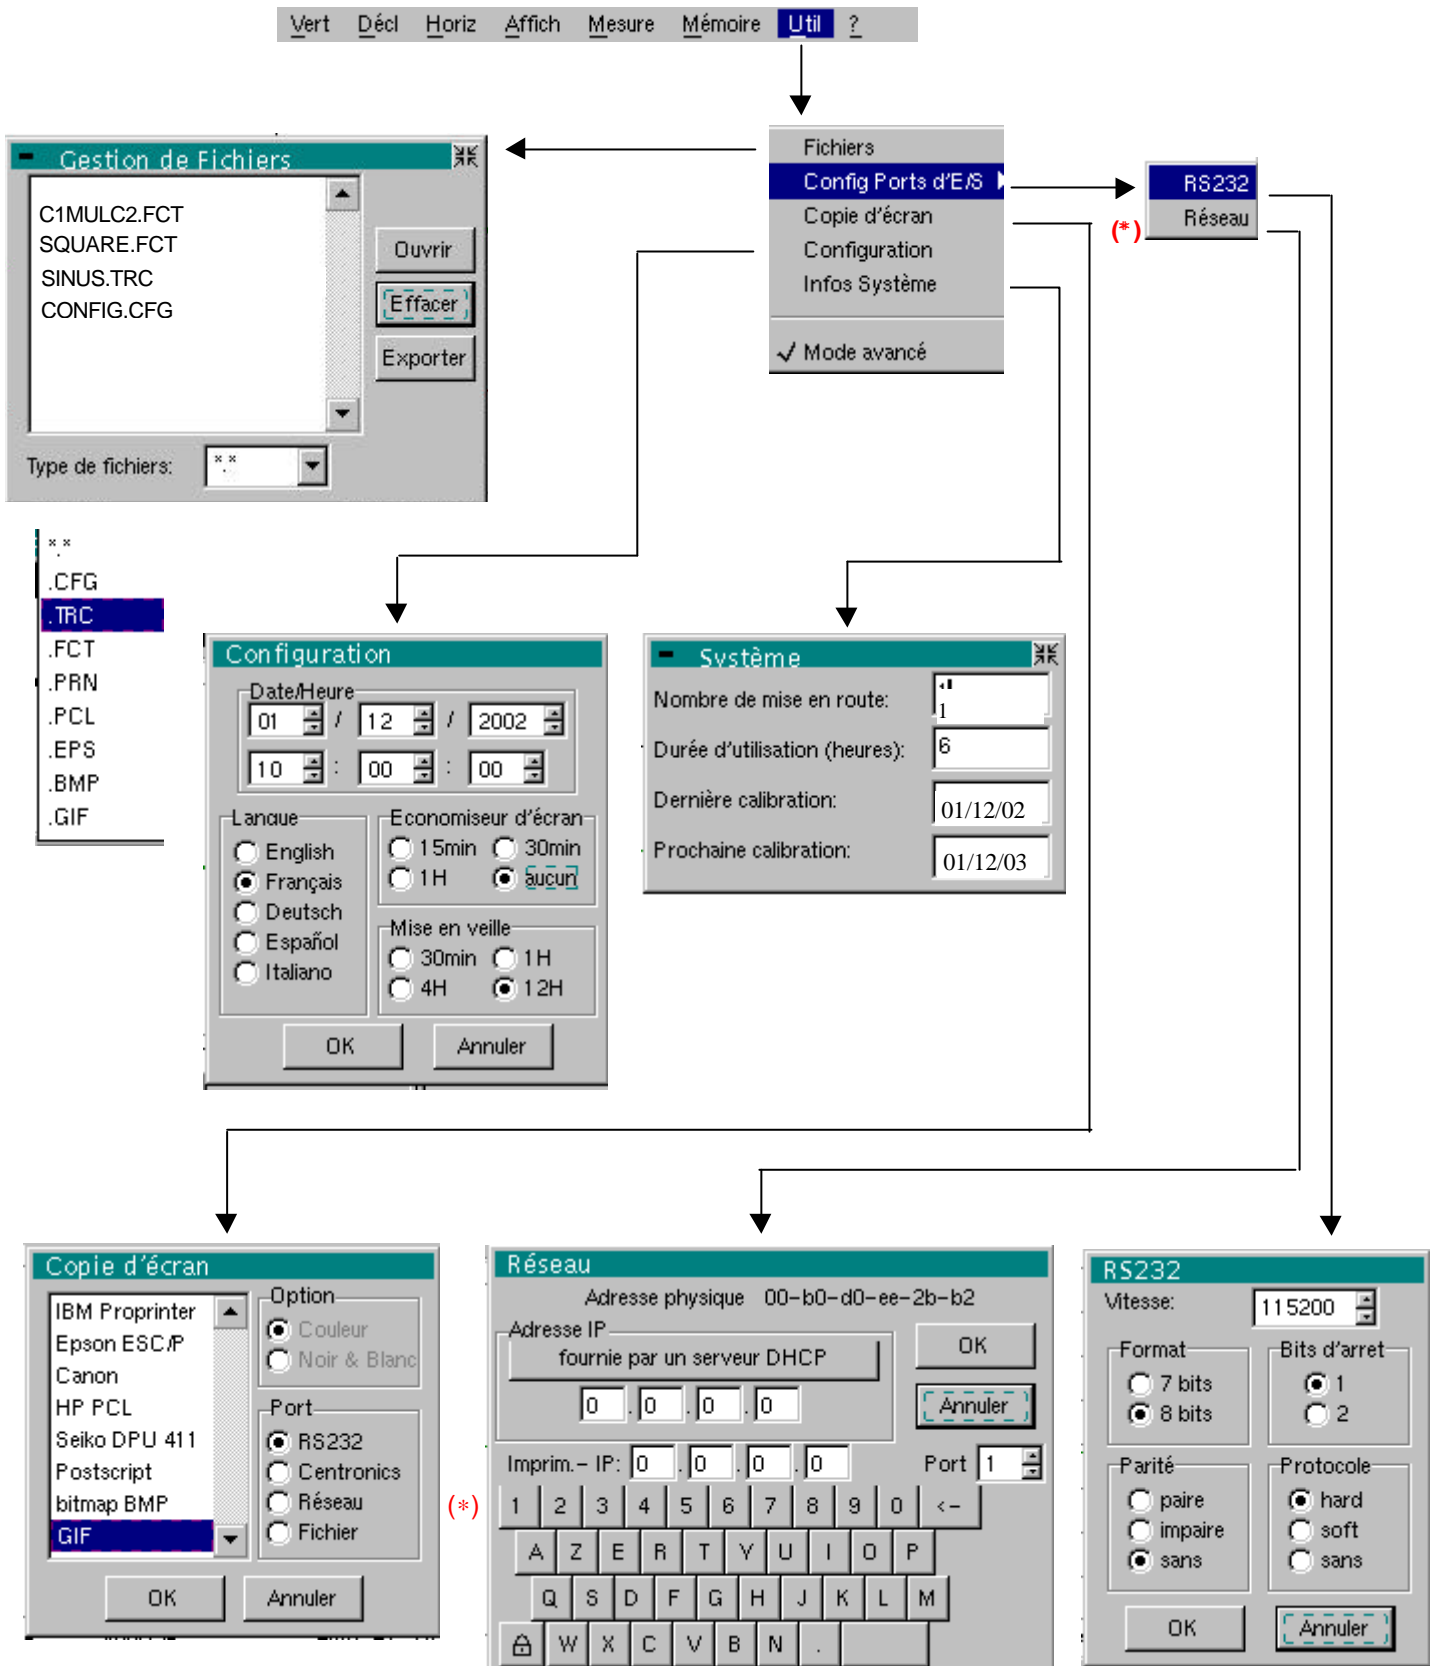 Vert Décl Horiz Affich Mesure Mémoire Util ?
Gestion de Fichiers
C1MULC2.FCT
SQUARE.FCT
SINUS.TRC
CONFIG.CFG
Ouvrir
Effacer
Exporter
Type de fichiers: *.*
*.*
.CFG
.TRC
.FCT
.PRN
.PCL
.EPS
.BMP
.GIF
Fichiers
Config Ports d'E/S
Copie d'écran
Configuration
Infos Système
✓ Mode avancé
RS232
(*) Réseau
Configuration
Date/Heure
01 / 12 / 2002
10 : 00 : 00
Langue
English
Français
Deutsch
Español
Italiano
Economiseur d'écran
15min 30min
1H aucun
Mise en veille
30min 1H
4H 12H
OK Annuler
Système
Nombre de mise en route: 1
Durée d'utilisation (heures): 6
Dernière calibration: 01/12/02
Prochaine calibration: 01/12/03
Copie d'écran
IBM Proprinter
Epson ESC/P
Canon
HP PCL
Seiko DPU 411
Postscript
bitmap BMP
GIF
Option
Couleur
Noir & Blanc
Port
RS232
Centronics
Réseau
Fichier
OK Annuler
(*)
Réseau
Adresse physique 00-b0-d0-ee-2b-b2
Adresse IP
fournie par un serveur DHCP
0 . 0 . 0 . 0
OK
Annuler
Imprim.- IP: 0 . 0 . 0 . 0 Port 1
1 2 3 4 5 6 7 8 9 0 <-
A Z E R T Y U I O P
Q S D F G H J K L M
W X C V B N .
RS232
Vitesse: 115200
Format
7 bits
8 bits
Bits d'arret
1
2
Parité
paire
impaire
sans
Protocole
hard
soft
sans
OK Annuler